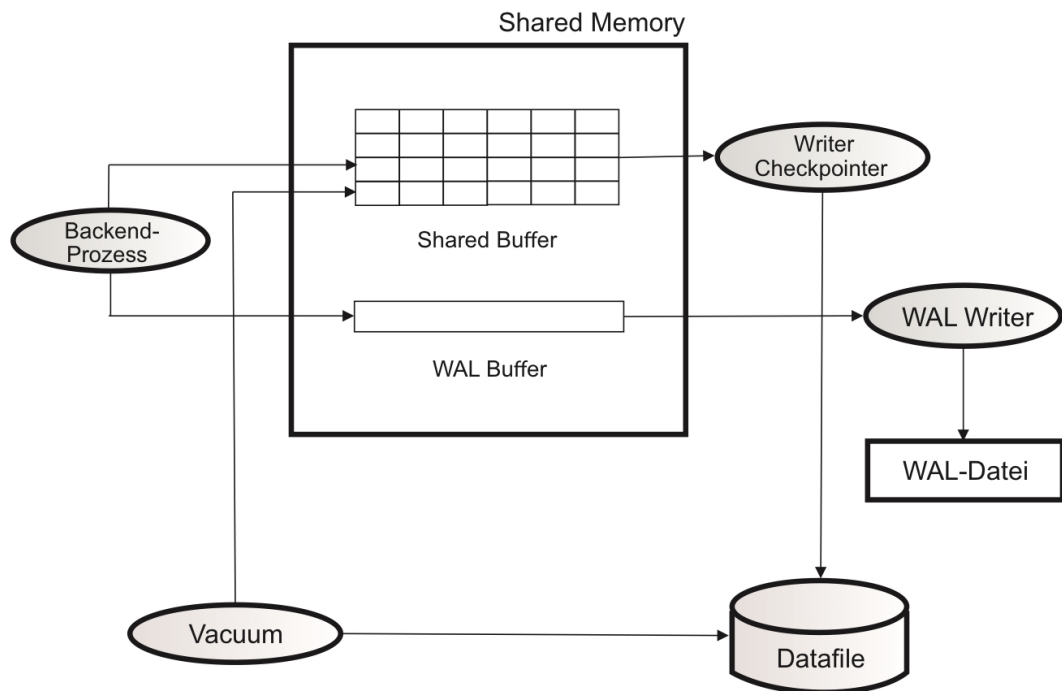 Shared Memory
Writer
Checkpointer
Backend-
Prozess
Shared Buffer
WAL Writer
WAL Buffer
WAL-Datei
Vacuum
Datafile